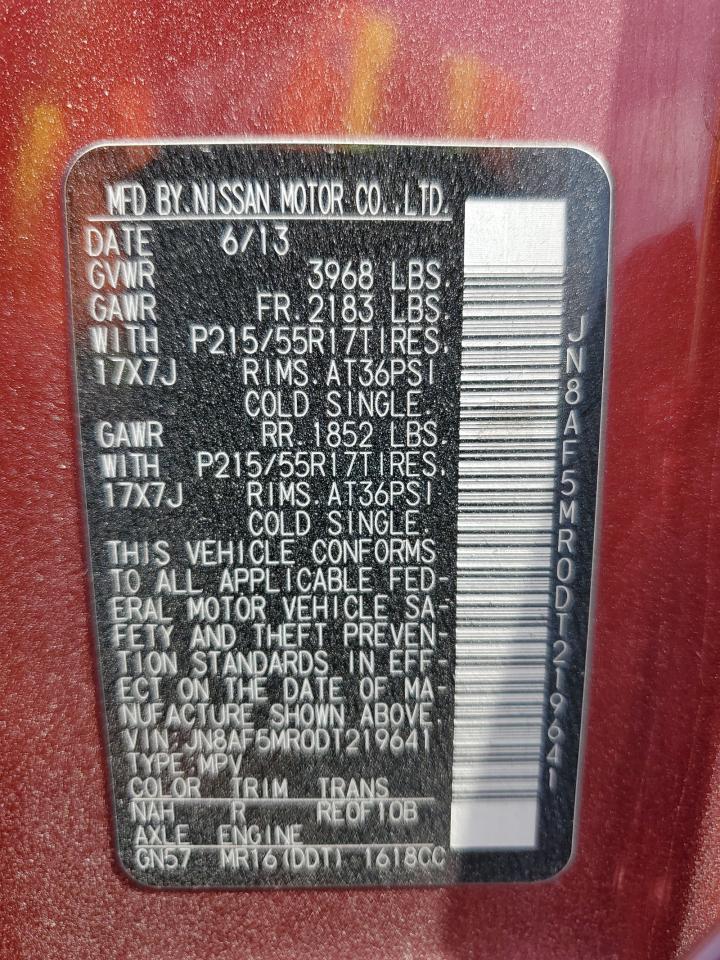 MFD BY.NISSAN MOTOR CO.,LTD.
DATE 6/13
GVWR 3968 LBS.
GAWR FR.2183 LBS.
WITH P215/55R17TIRES.
17X7J RIMS.AT36PSI
COLD SINGLE.
GAWR RR.1852 LBS.
WITH P215/55R17TIRES.
17X7J RIMS.AT36PSI
COLD SINGLE.
THIS VEHICLE CONFORMS
TO ALL APPLICABLE FED-
ERAL MOTOR VEHICLE SA-
FETY AND THEFT PREVEN-
TION STANDARDS IN EFF-
ECT ON THE DATE OF MA-
NUFACTURE SHOWN ABOVE.
VIN:JN8AF5MR0DT219641
TYPE:MPV
COLOR TRIM TRANS
NAH R RE0F10B
AXLE ENGINE
GN57 MR16(DDT) 1618CC
JN8AF5MR0DT219641